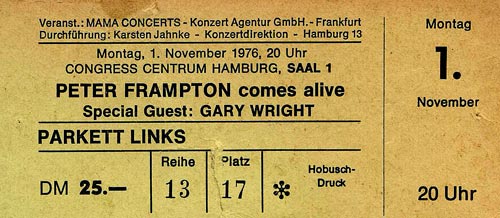 Veranst.: MAMA CONCERTS - Konzert Agentur GmbH. - Frankfurt
Durchführung: Karsten Jahnke - Konzertdirektion - Hamburg 13
Montag, 1. November 1976, 20 Uhr
CONGRESS CENTRUM HAMBURG, SAAL 1
PETER FRAMPTON comes alive
Special Guest: GARY WRIGHT
PARKETT LINKS
DM 25.—
Reihe
13
Platz
17
*
Hobusch-
Druck
Montag
1.
November
20 Uhr